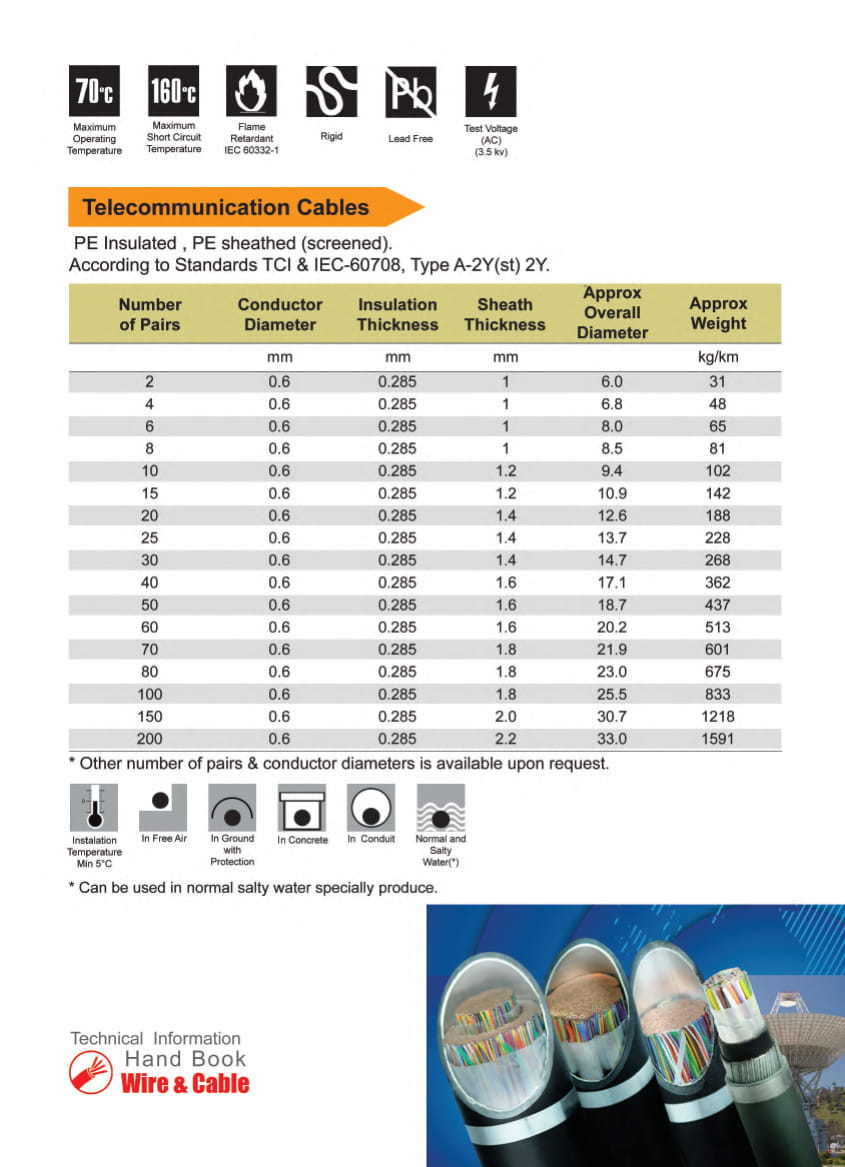 70°C
160°C
Pb
Maximum
Operating
Temperature
Maximum
Short Circuit
Temperature
Flame
Retardant
IEC 60332-1
Rigid
Lead Free
Test Voltage
(AC)
(3.5 kv)
Telecommunication Cables
PE Insulated , PE sheathed (screened).
According to Standards TCI & IEC-60708, Type A-2Y(st) 2Y.
Number of Pairs Conductor Diameter Insulation Thickness Sheath Thickness Approx Overall Diameter Approx Weight
mm mm mm kg/km
2 0.6 0.285 1 6.0 31
4 0.6 0.285 1 6.8 48
6 0.6 0.285 1 8.0 65
8 0.6 0.285 1 8.5 81
10 0.6 0.285 1.2 9.4 102
15 0.6 0.285 1.2 10.9 142
20 0.6 0.285 1.4 12.6 188
25 0.6 0.285 1.4 13.7 228
30 0.6 0.285 1.4 14.7 268
40 0.6 0.285 1.6 17.1 362
50 0.6 0.285 1.6 18.7 437
60 0.6 0.285 1.6 20.2 513
70 0.6 0.285 1.8 21.9 601
80 0.6 0.285 1.8 23.0 675
100 0.6 0.285 1.8 25.5 833
150 0.6 0.285 2.0 30.7 1218
200 0.6 0.285 2.2 33.0 1591
* Other number of pairs & conductor diameters is available upon request.
0
Instalation
Temperature
Min 5°C
In Free Air
In Ground
with
Protection
In Concrete
In Conduit
Normal and
Salty
Water(*)
* Can be used in normal salty water specially produce.
Technical Information
Hand Book
Wire & Cable